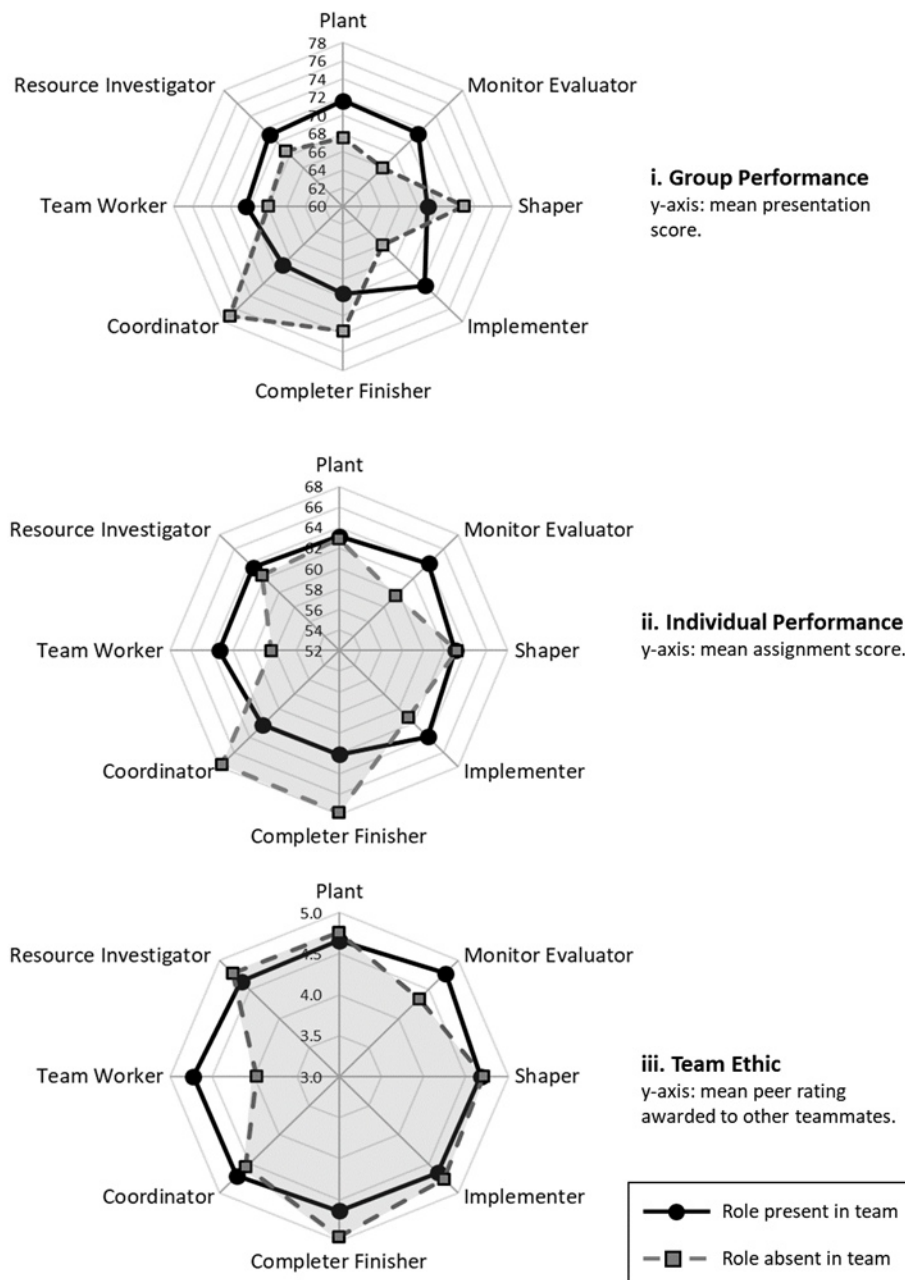 Plant
78
76
74
72
70
68
66
64
62
60
Resource Investigator
Monitor Evaluator
Team Worker
Shaper
Coordinator
Implementer
Completer Finisher
i. Group Performance
y-axis: mean presentation
score.
Plant
68
66
64
62
60
58
56
54
52
Resource Investigator
Monitor Evaluator
Team Worker
Shaper
Coordinator
Implementer
Completer Finisher
ii. Individual Performance
y-axis: mean assignment score.
Plant
5.0
4.5
4.0
3.5
3.0
Resource Investigator
Monitor Evaluator
Team Worker
Shaper
Coordinator
Implementer
Completer Finisher
iii. Team Ethic
y-axis: mean peer rating
awarded to other teammates.
Role present in team
Role absent in team